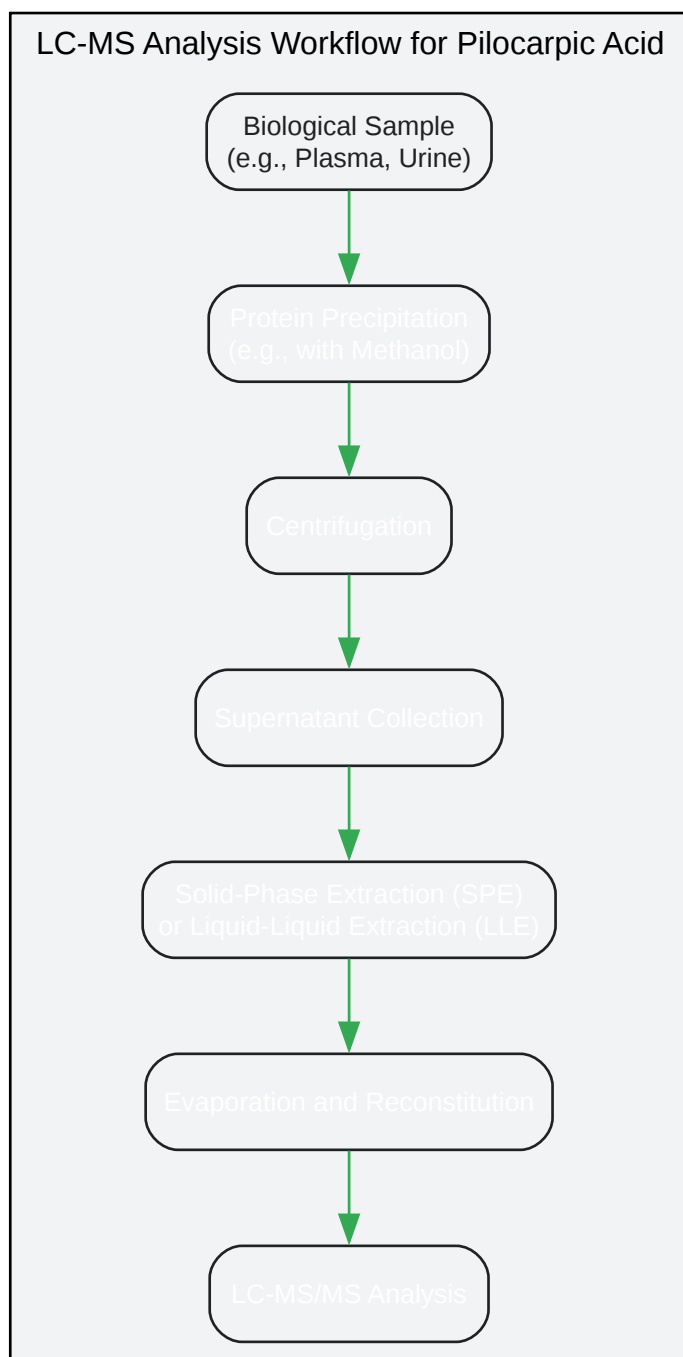 LC-MS Analysis Workflow for Pilocarpic Acid
Biological Sample
(e.g., Plasma, Urine)
Protein Precipitation
(e.g., with Methanol)
Centrifugation
Supernatant Collection
Solid-Phase Extraction (SPE)
or Liquid-Liquid Extraction (LLE)
Evaporation and Reconstitution
LC-MS/MS Analysis